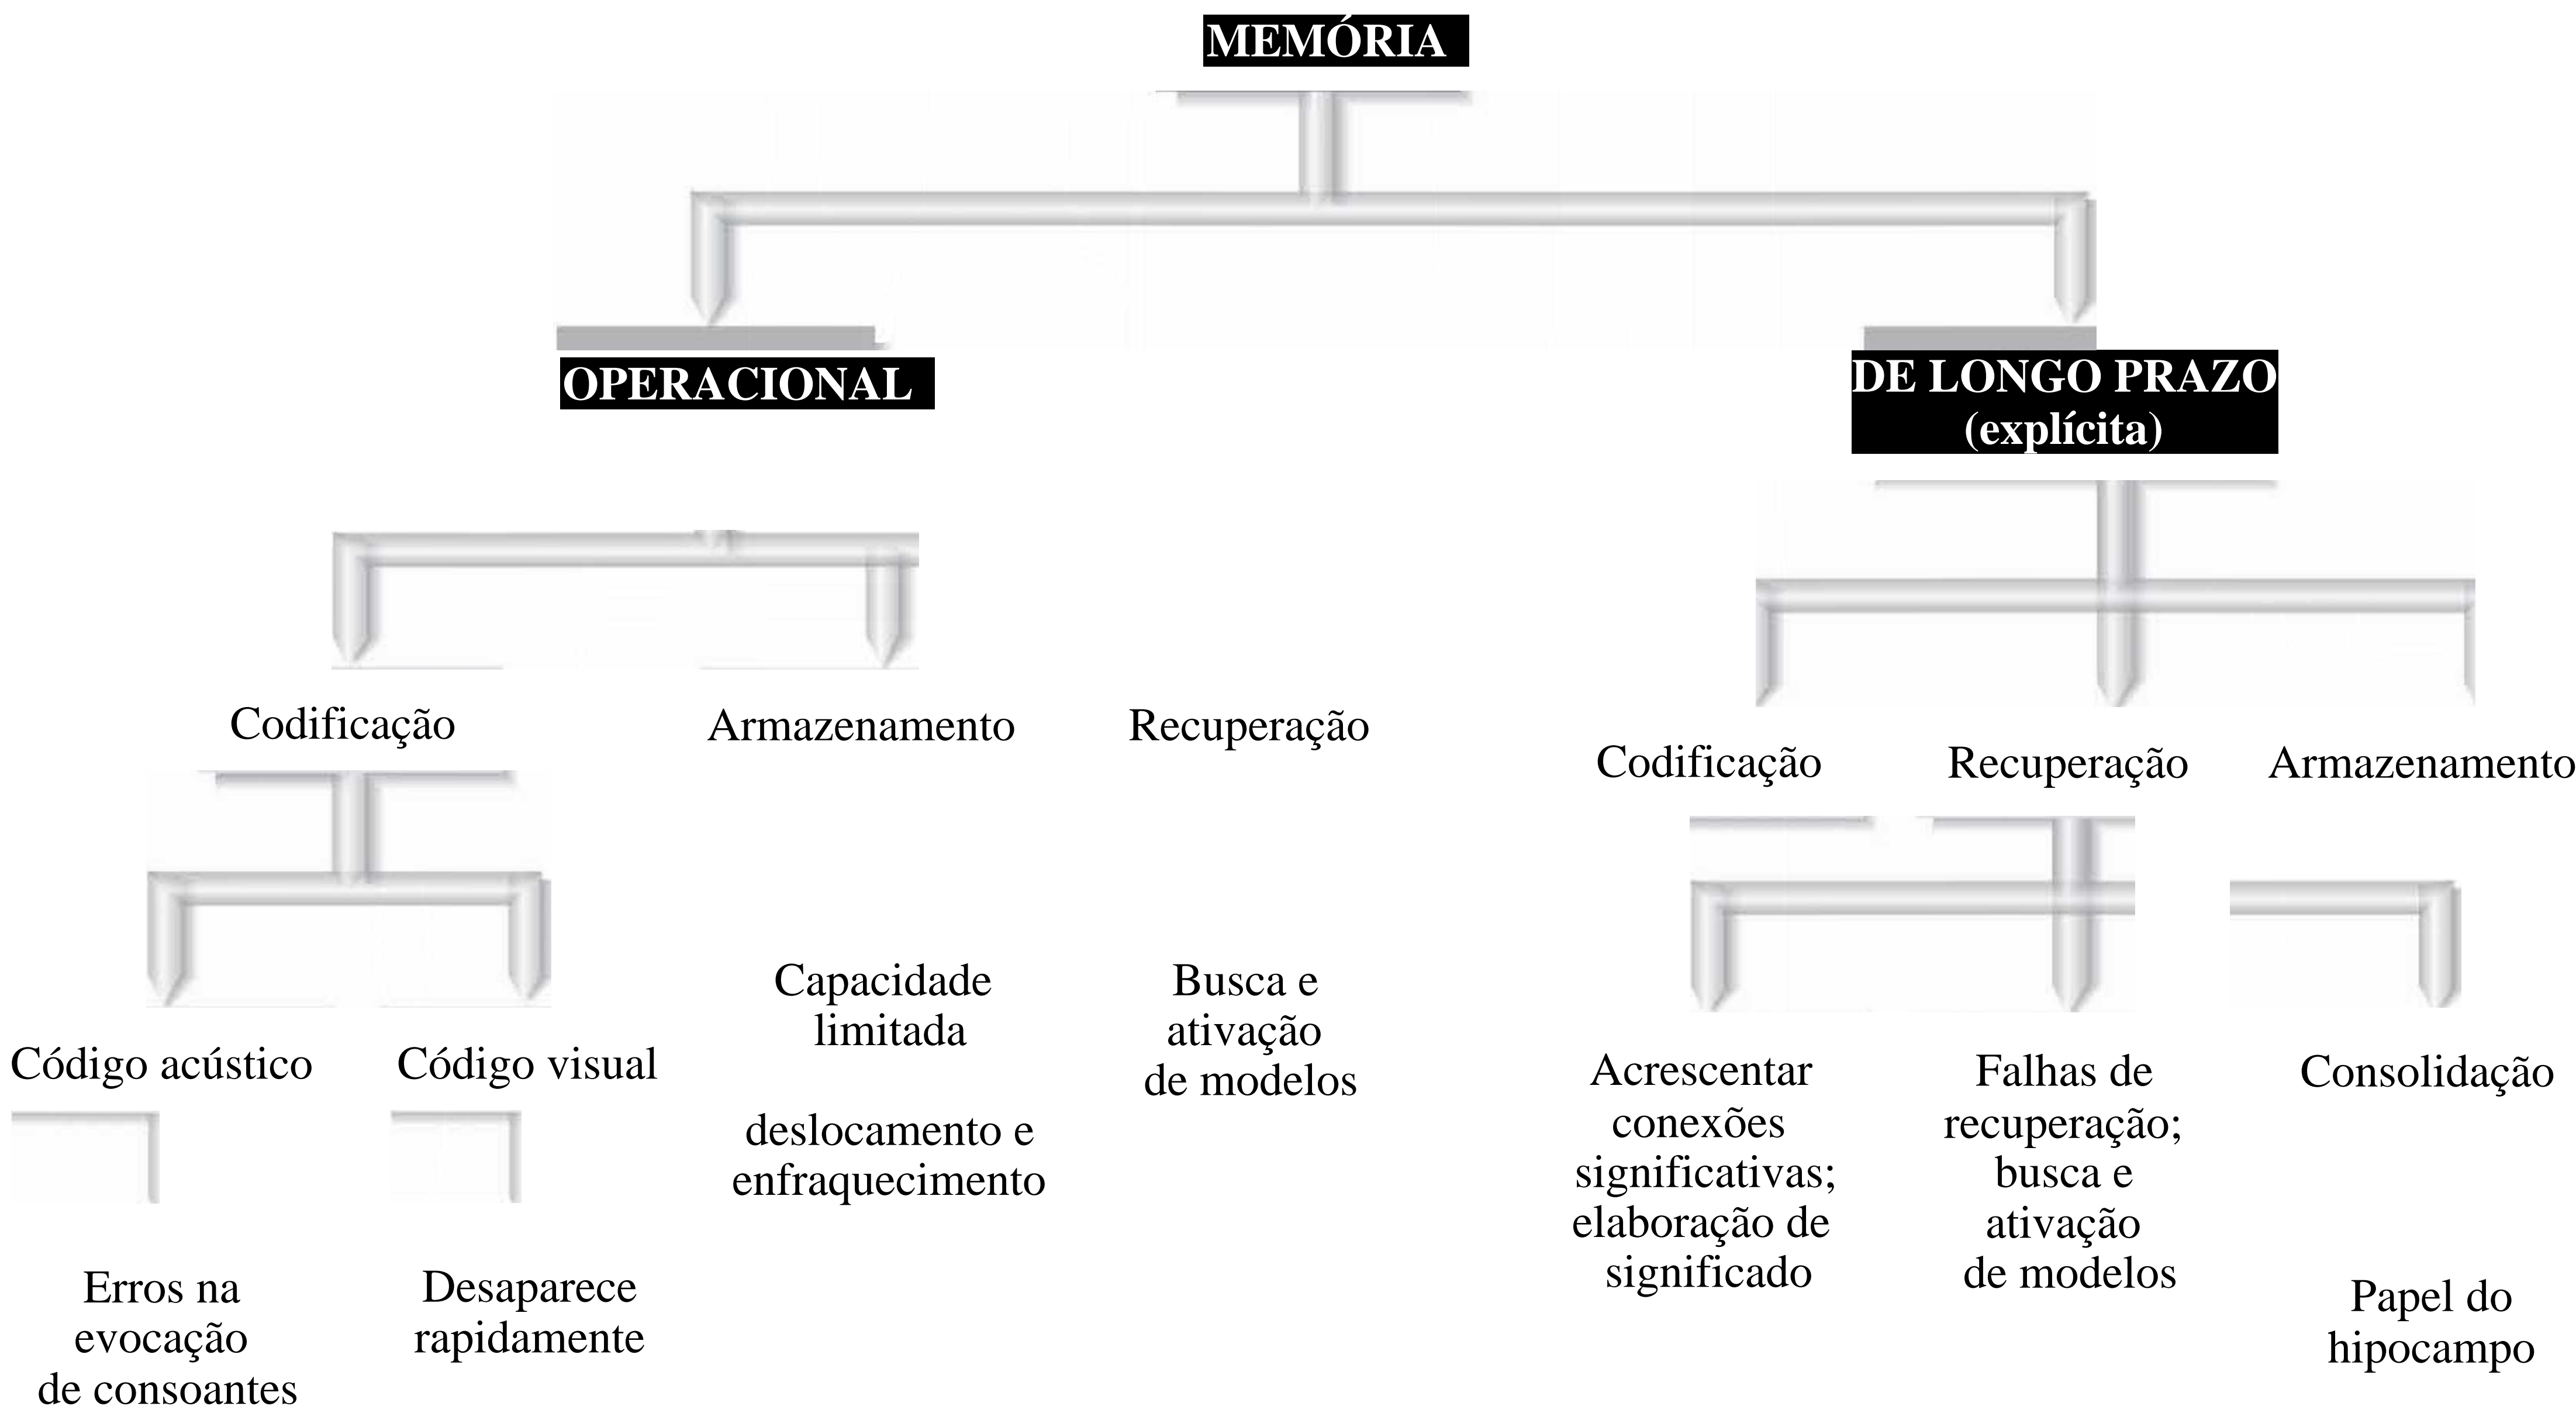 MEMÓRIA
OPERACIONAL
DE LONGO PRAZO
(explícita)
Codificação
Armazenamento
Recuperação
Codificação
Recuperação
Armazenamento
Código acústico
Código visual
Capacidade
limitada
deslocamento e
enfraquecimento
Busca e
ativação
de modelos
Erros na
evocação
de consoantes
Desaparece
rapidamente
Acrescentar
conexões
significativas;
elaboração de
significado
Falhas de
recuperação;
busca e
ativação
de modelos
Consolidação
Papel do
hipocampo